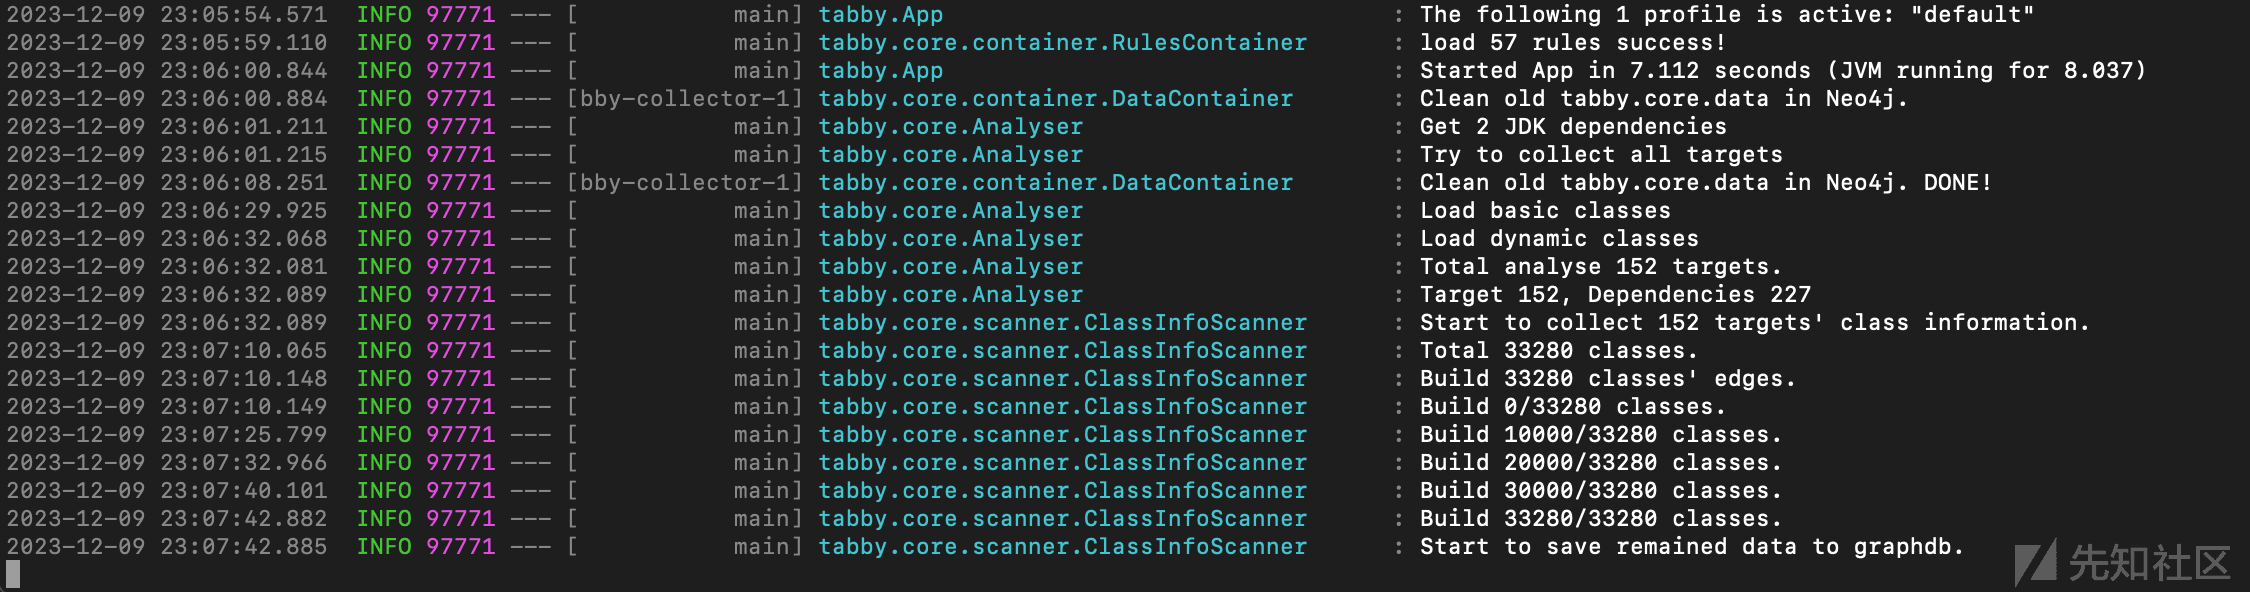 2023-12-09 23:05:54.571  INFO 97771 --- [           main] tabby.App                                : The following 1 profile is active: "default"
2023-12-09 23:05:59.110  INFO 97771 --- [           main] tabby.core.container.RulesContainer      : load 57 rules success!
2023-12-09 23:06:00.844  INFO 97771 --- [           main] tabby.App                                : Started App in 7.112 seconds (JVM running for 8.037)
2023-12-09 23:06:00.884  INFO 97771 --- [bby-collector-1] tabby.core.container.DataContainer       : Clean old tabby.core.data in Neo4j.
2023-12-09 23:06:01.211  INFO 97771 --- [           main] tabby.core.Analyser                      : Get 2 JDK dependencies
2023-12-09 23:06:01.215  INFO 97771 --- [           main] tabby.core.Analyser                      : Try to collect all targets
2023-12-09 23:06:08.251  INFO 97771 --- [bby-collector-1] tabby.core.container.DataContainer       : Clean old tabby.core.data in Neo4j. DONE!
2023-12-09 23:06:29.925  INFO 97771 --- [           main] tabby.core.Analyser                      : Load basic classes
2023-12-09 23:06:32.068  INFO 97771 --- [           main] tabby.core.Analyser                      : Load dynamic classes
2023-12-09 23:06:32.081  INFO 97771 --- [           main] tabby.core.Analyser                      : Total analyse 152 targets.
2023-12-09 23:06:32.089  INFO 97771 --- [           main] tabby.core.Analyser                      : Target 152, Dependencies 227
2023-12-09 23:06:32.089  INFO 97771 --- [           main] tabby.core.scanner.ClassInfoScanner      : Start to collect 152 targets' class information.
2023-12-09 23:07:10.065  INFO 97771 --- [           main] tabby.core.scanner.ClassInfoScanner      : Total 33280 classes.
2023-12-09 23:07:10.148  INFO 97771 --- [           main] tabby.core.scanner.ClassInfoScanner      : Build 33280 classes' edges.
2023-12-09 23:07:10.149  INFO 97771 --- [           main] tabby.core.scanner.ClassInfoScanner      : Build 0/33280 classes.
2023-12-09 23:07:25.799  INFO 97771 --- [           main] tabby.core.scanner.ClassInfoScanner      : Build 10000/33280 classes.
2023-12-09 23:07:32.966  INFO 97771 --- [           main] tabby.core.scanner.ClassInfoScanner      : Build 20000/33280 classes.
2023-12-09 23:07:40.101  INFO 97771 --- [           main] tabby.core.scanner.ClassInfoScanner      : Build 30000/33280 classes.
2023-12-09 23:07:42.882  INFO 97771 --- [           main] tabby.core.scanner.ClassInfoScanner      : Build 33280/33280 classes.
2023-12-09 23:07:42.885  INFO 97771 --- [           main] tabby.core.scanner.ClassInfoScanner      : Start to save remained data to graphdb.
先知社区